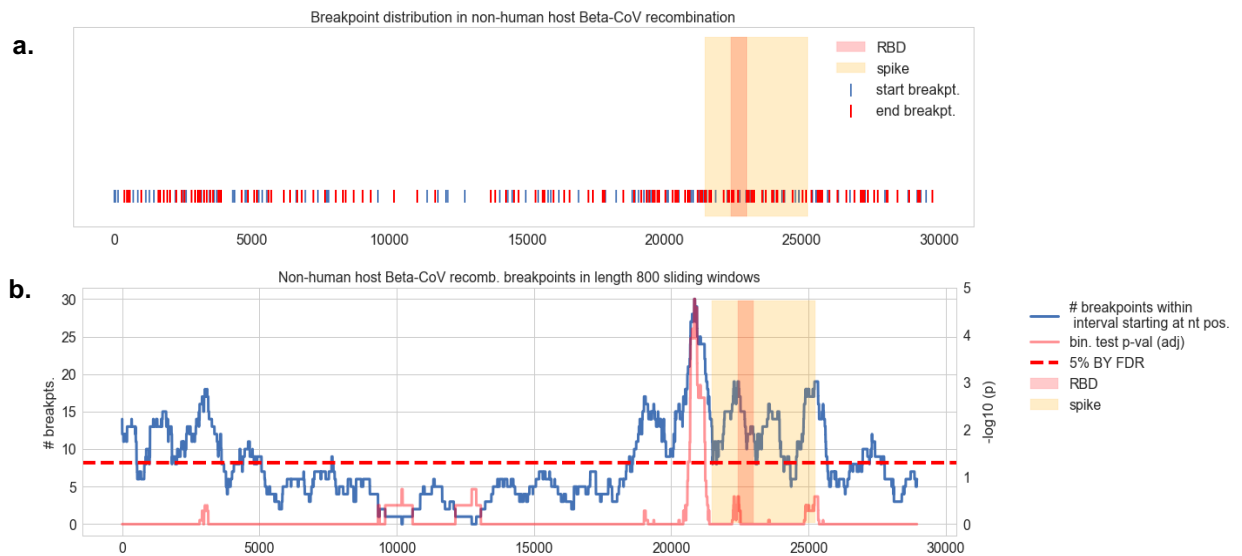 Breakpoint distribution in non-human host Beta-CoV recombination
a.
RBD
spike
start breakpt.
end breakpt.
0 5000 10000 15000 20000 25000 30000
b.
Non-human host Beta-CoV recomb. breakpoints in length 800 sliding windows
# breakpts.
30
25
20
15
10
5
0
5
4
3
2
1
0
-log10 (p)
0 5000 10000 15000 20000 25000 30000
# breakpoints within
interval starting at nt pos.
bin. test p-val (adj)
5% BY FDR
RBD
spike